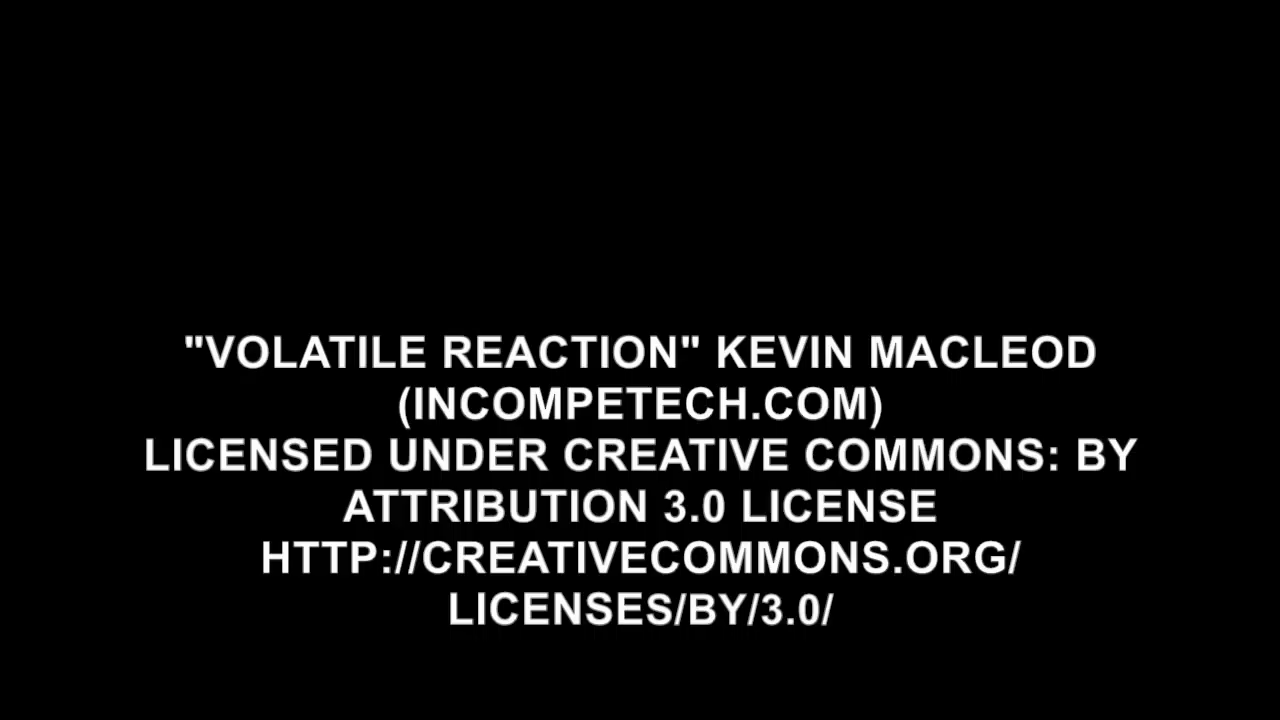 "VOLATILE REACTION" KEVIN MACLEOD
(INCOMPETECH.COM)
LICENSED UNDER CREATIVE COMMONS: BY
ATTRIBUTION 3.0 LICENSE
HTTP://CREATIVECOMMONS.ORG/
LICENSES/BY/3.0/